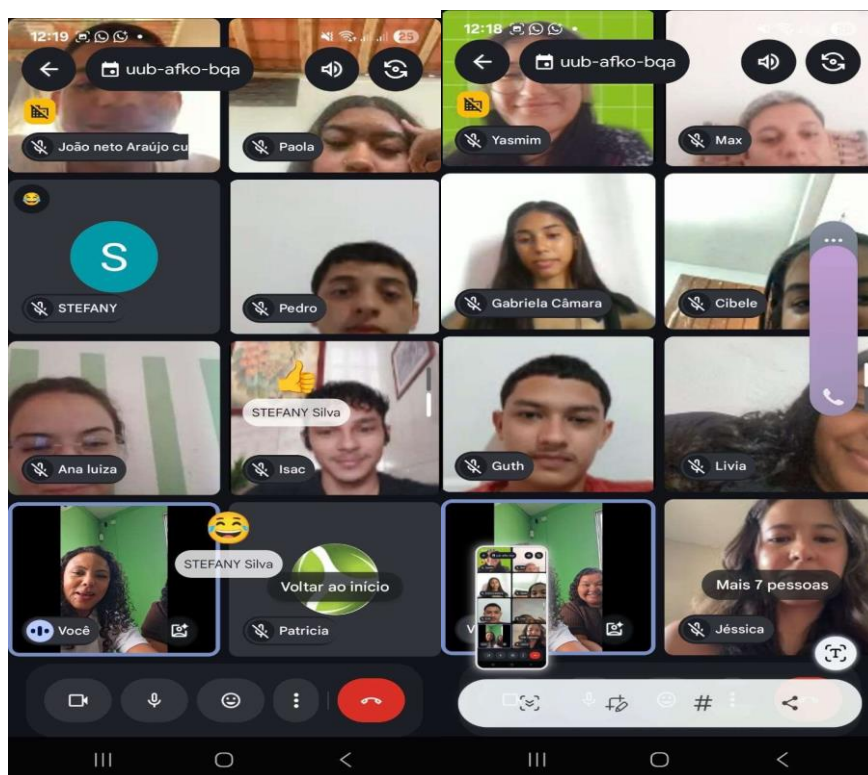 12:19
25
uub-afko-bqa
João neto Araújo cu
Paola
S
STEFANY
Pedro
STEFANY Silva
Ana luiza
Isac
STEFANY Silva
Voltar ao início
Você
Patricia
12:18
uub-afko-bqa
Yasmim
Max
Gabriela Câmara
Cibele
Guth
Livia
Mais 7 pessoas
V
Jéssica
T
#